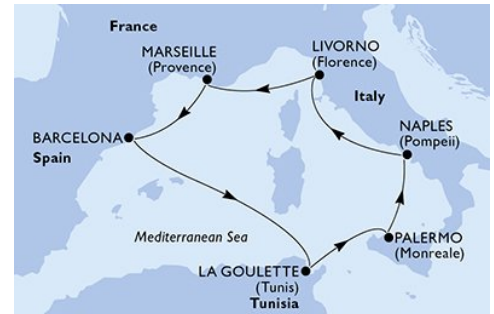 France
MARSEILLE
(Provence)
LIVORNO
(Florence)
Italy
NAPLES
(Pompeii)
BARCELONA
Spain
Mediterranean Sea
PALERMO
(Monreale)
LA GOULETTE
(Tunis)
Tunisia